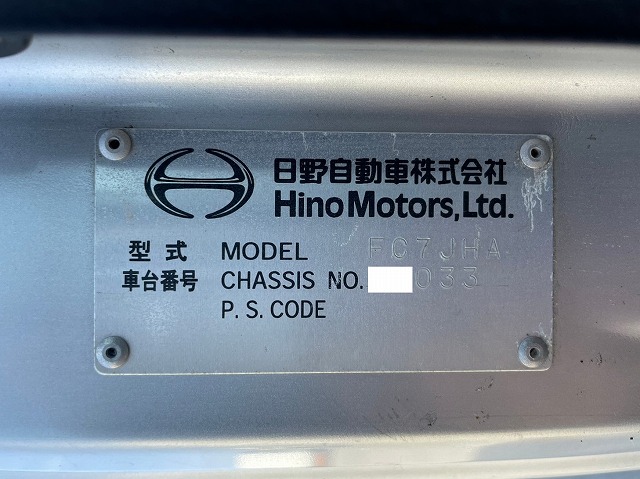 日野自動車株式会社
Hino Motors, Ltd.
型式 MODEL FC7JHA
車台番号 CHASSIS NO. 033
P. S. CODE